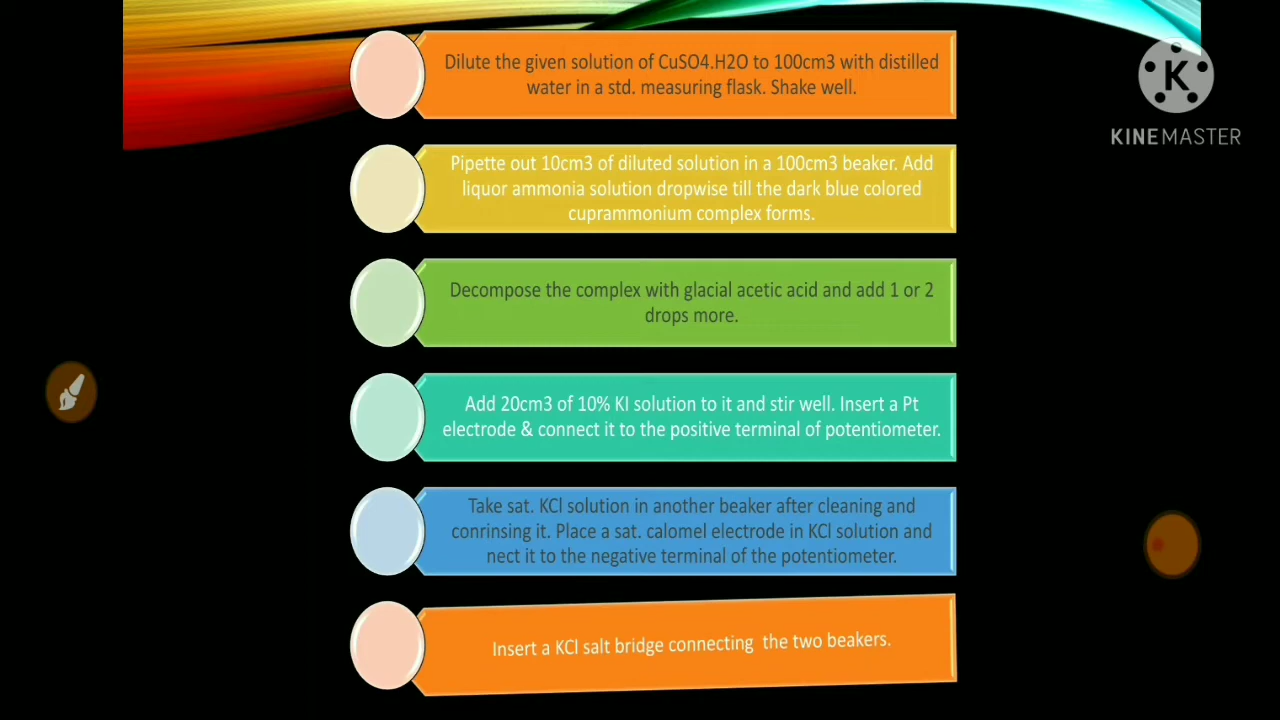 Dilute the given solution of CuSO4.H2O to 100cm3 with distilled
water in a std. measuring flask. Shake well.
K
KINEMASTER
Pipette out 10cm3 of diluted solution in a 100cm3 beaker. Add
liquor ammonia solution dropwise till the dark blue colored
cuprammonium complex forms.
Decompose the complex with glacial acetic acid and add 1 or 2
drops more.
Add 20cm3 of 10% KI solution to it and stir well. Insert a Pt
electrode & connect it to the positive terminal of potentiometer.
Take sat. KCl solution in another beaker after cleaning and
conrinsing it. Place a sat. calomel electrode in KCl solution and
nect it to the negative terminal of the potentiometer.
Insert a KCl salt bridge connecting the two beakers.